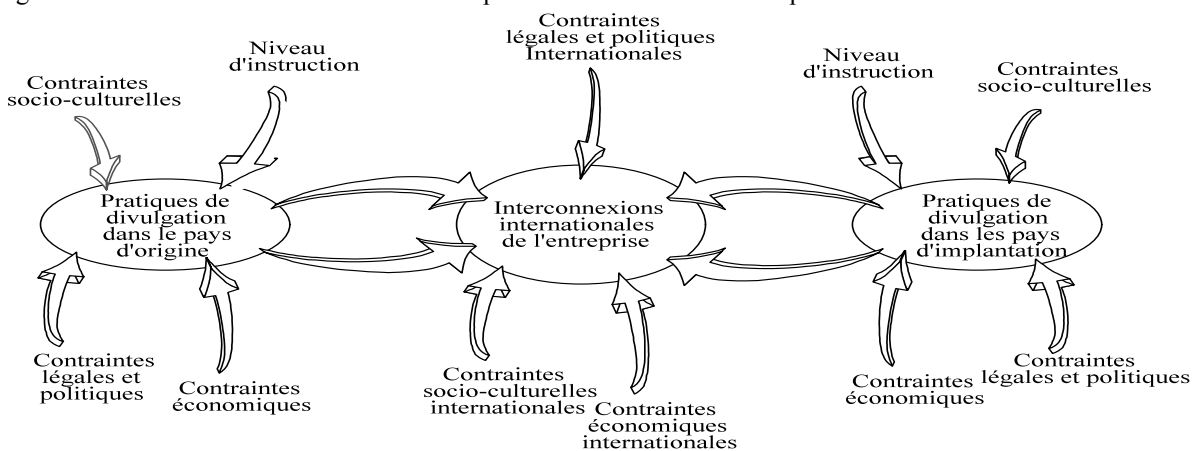 Contraintes
légales et politiques
Internationales
Niveau
d'instruction
Niveau
d'instruction
Contraintes
socio-culturelles
Contraintes
socio-culturelles
Pratiques de
divulgation
dans le pays
d'origine
Interconnexions
internationales
de l'entreprise
Pratiques de
divulgation
dans les pays
d'implantation
Contraintes
légales et
politiques
Contraintes
économiques
Contraintes
socio-culturelles
internationales
Contraintes
économiques
internationales
Contraintes
économiques
Contraintes
légales et politiques